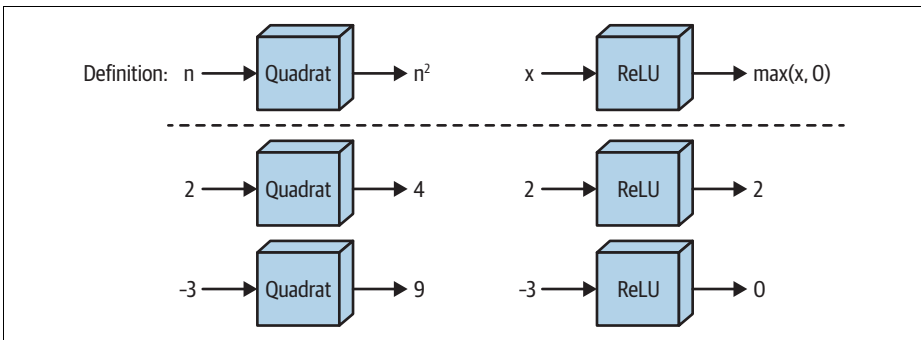 Definition: n Quadrat n² x ReLU max(x, 0)
2 Quadrat 4 2 ReLU 2
-3 Quadrat 9 -3 ReLU 0